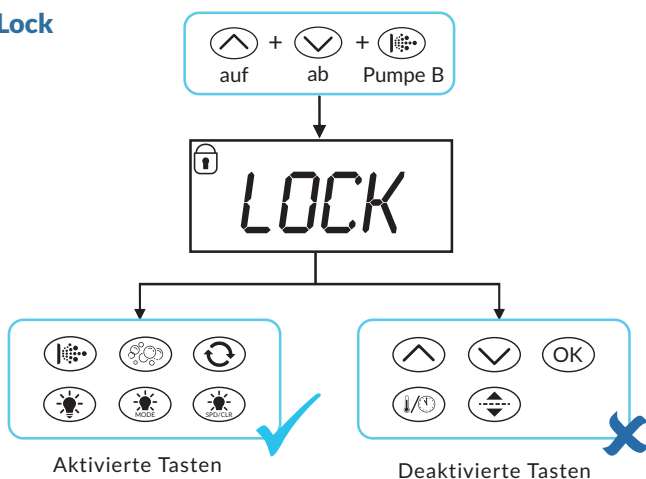 Lock
+ +
auf ab Pumpe B
LOCK
OK
MODE SPD/CLR
Aktivierte Tasten
Deaktivierte Tasten